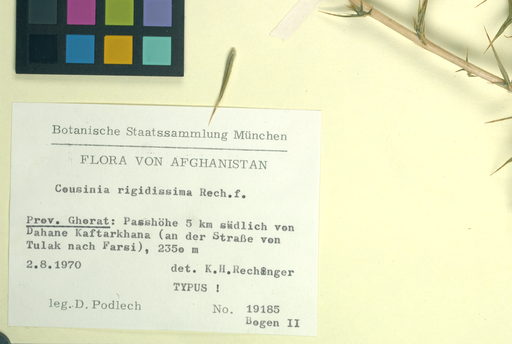 Botanische Staatssammlung München
FLORA VON AFGHANISTAN
Cousinia rigidissima Rech.f.
Prov. Ghorat: Passhöhe 5 km südlich von
Dahane Kaftarkhana (an der Straße von
Tulak nach Farsi), 2350 m
2.8.1970
det. K.H.Rechinger
TYPUS !
leg. D. Podlech
No. 19185
Bogen II